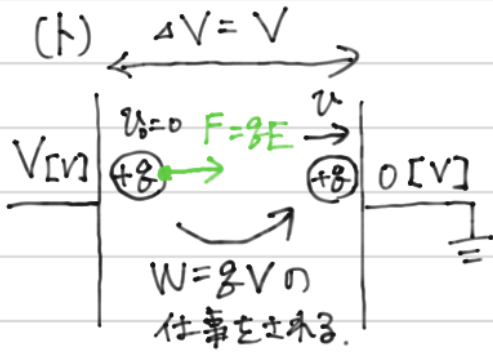 (ト) ΔV = V
v₀=0 F=qE v
V[V] +q +q 0[V]
W=qVの
仕事をされる.